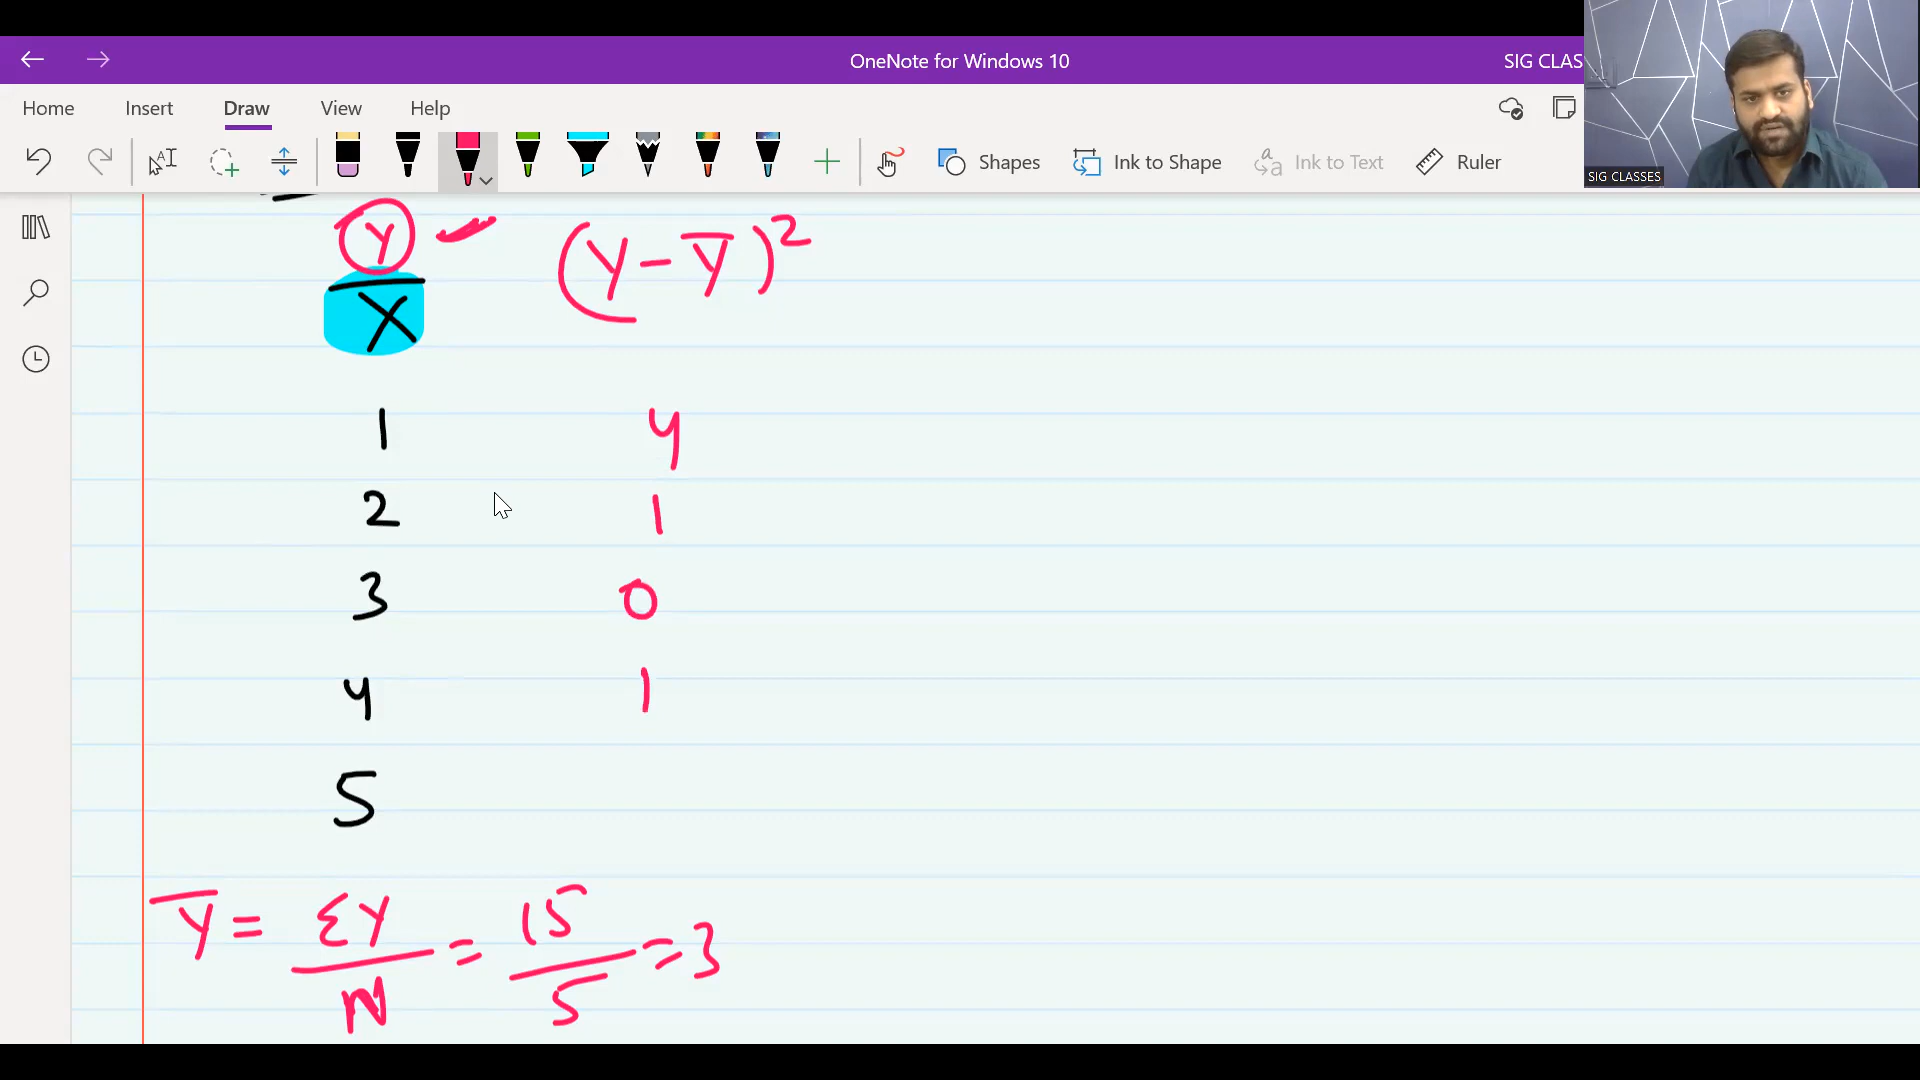 OneNote for Windows 10
SIG CLAS
Home Insert Draw View Help
Shapes Ink to Shape Ink to Text Ruler
SIG CLASSES
y (Y - Y̅)²
X
1 4
2 1
3 0
4 1
5
Y̅ = ΣY/N = 15/5 = 3